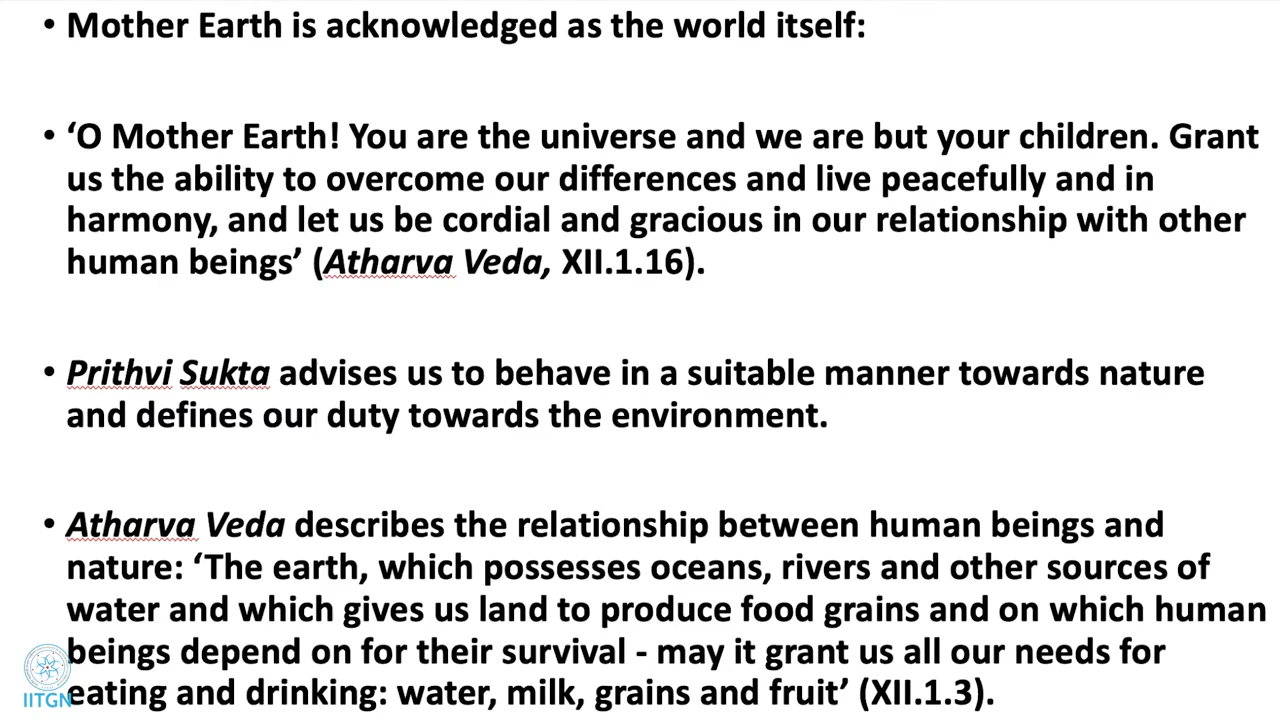 • Mother Earth is acknowledged as the world itself:
• ‘O Mother Earth! You are the universe and we are but your children. Grant
us the ability to overcome our differences and live peacefully and in
harmony, and let us be cordial and gracious in our relationship with other
human beings’ (Atharva Veda, XII.1.16).
• Prithvi Sukta advises us to behave in a suitable manner towards nature
and defines our duty towards the environment.
• Atharva Veda describes the relationship between human beings and
nature: ‘The earth, which possesses oceans, rivers and other sources of
water and which gives us land to produce food grains and on which human
beings depend on for their survival - may it grant us all our needs for
eating and drinking: water, milk, grains and fruit’ (XII.1.3).
IITGN